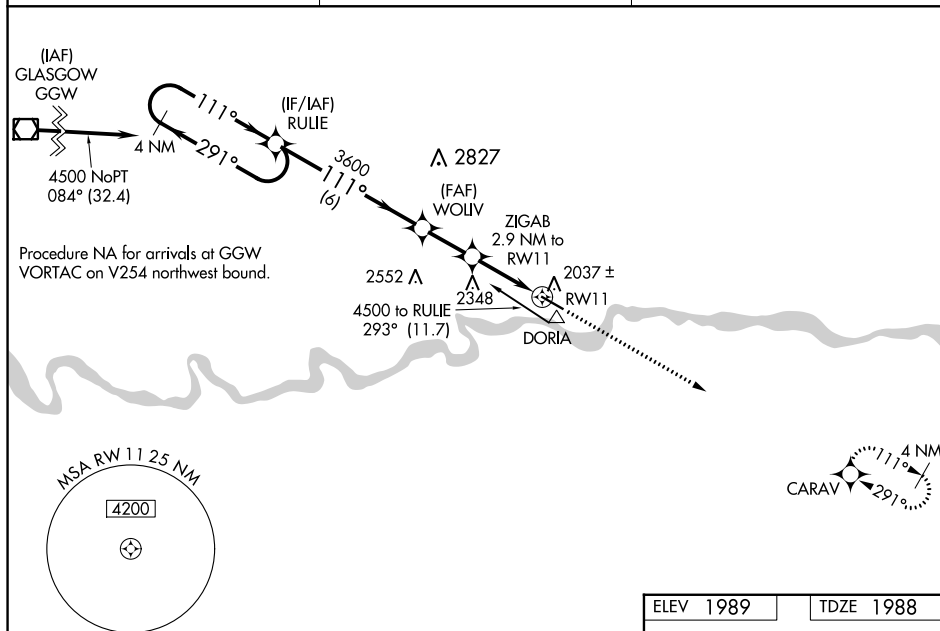 (IAF)
GLASGOW
GGW
4500 NoPT
084° (32.4)
4 NM
111°
291°
(IF/IAF)
RULIE
3600
111°
(6)
2827
(FAF)
WOLIV
ZIGAB
2.9 NM to
RW11
2037 ±
RW11
2552
2348
4500 to RULIE
293° (11.7)
DORIA
Procedure NA for arrivals at GGW
VORTAC on V254 northwest bound.
MSA RW 11 25 NM
4200
CARAV
111°
291°
4 NM
ELEV 1989
TDZE 1988